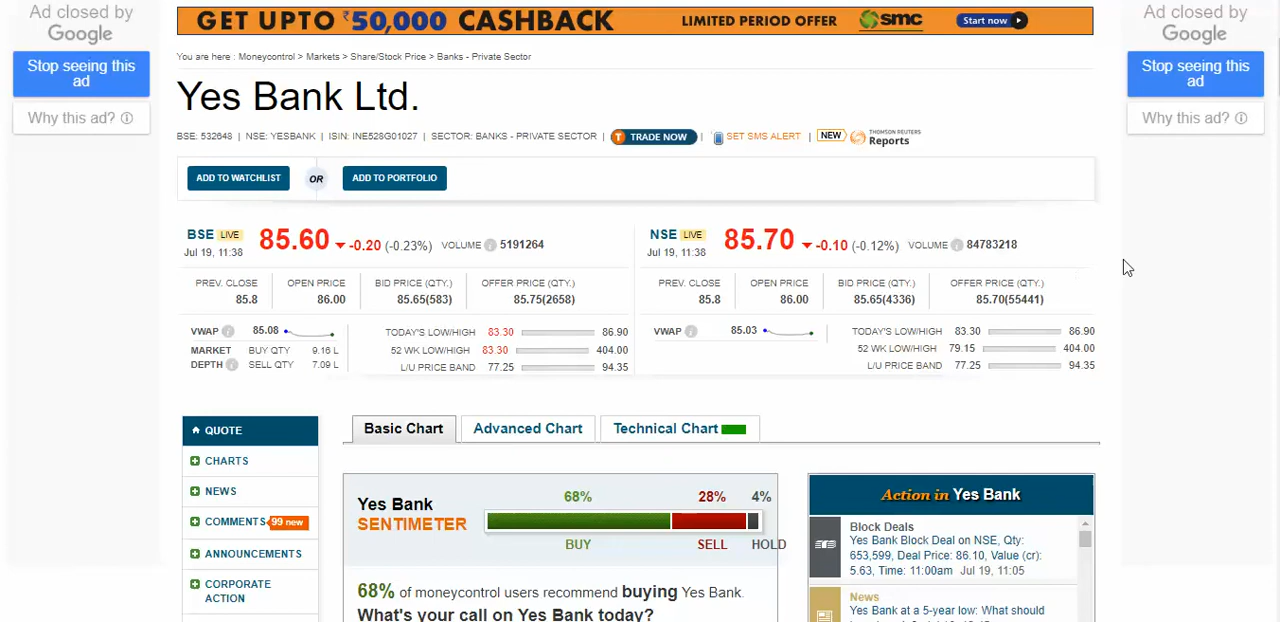 Ad closed by
Google
Stop seeing this
ad
Why this ad?
GET UPTO ₹50,000 CASHBACK LIMITED PERIOD OFFER smc Start now
Ad closed by
Google
Stop seeing this
ad
Why this ad?
You are here : Moneycontrol > Markets > Share/Stock Price > Banks - Private Sector
Yes Bank Ltd.
BSE: 532648 | NSE: YESBANK | ISIN: INE528G01027 | SECTOR: BANKS - PRIVATE SECTOR | T TRADE NOW | SET SMS ALERT | NEW THOMSON REUTERS Reports
ADD TO WATCHLIST OR ADD TO PORTFOLIO
BSE LIVE 85.60 -0.20 (-0.23%) VOLUME 5191264
Jul 19, 11:38
PREV. CLOSE OPEN PRICE BID PRICE (QTY.) OFFER PRICE (QTY.)
85.8 86.00 85.65(583) 85.75(2658)
VWAP 85.08
MARKET BUY QTY 9.16 L
DEPTH SELL QTY 7.09 L
TODAY'S LOW/HIGH 83.30 86.90
52 WK LOW/HIGH 83.30 404.00
L/U PRICE BAND 77.25 94.35
NSE LIVE 85.70 -0.10 (-0.12%) VOLUME 84783218
Jul 19, 11:38
PREV. CLOSE OPEN PRICE BID PRICE (QTY.) OFFER PRICE (QTY.)
85.8 86.00 85.65(4336) 85.70(55441)
VWAP 85.03
TODAY'S LOW/HIGH 83.30 86.90
52 WK LOW/HIGH 79.15 404.00
L/U PRICE BAND 77.25 94.35
QUOTE
CHARTS
NEWS
COMMENTS 99 new
ANNOUNCEMENTS
CORPORATE
ACTION
Basic Chart Advanced Chart Technical Chart
Yes Bank
SENTIMETER
68% 28% 4%
BUY SELL HOLD
68% of moneycontrol users recommend buying Yes Bank.
What's your call on Yes Bank today?
Action in Yes Bank
Block Deals
Yes Bank Block Deal on NSE, Qty:
653,599, Deal Price: 86.10, Value (cr):
5.63, Time: 11:00am Jul 19, 11:05
News
Yes Bank at a 5-year low: What should